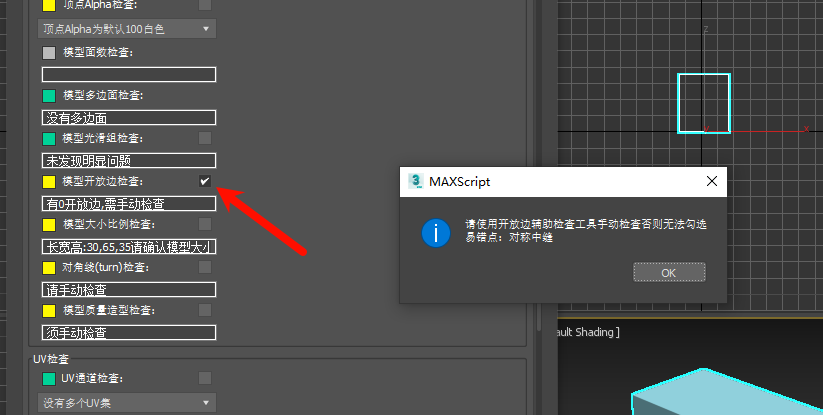 顶点Alpha检查:
顶点Alpha为默认100白色
模型面数检查:
模型多边面检查:
没有多边面
模型光滑组检查:
未发现明显问题
模型开放边检查:
有0开放边,需手动检查
模型大小比例检查:
长宽高:30,65,35请确认模型大小
对角线(turn)检查:
请手动检查
模型质量造型检查:
须手动检查
UV检查
UV通道检查:
没有多个UV集
z
x
3
MAXScript
请使用开放边辅助检查工具手动检查否则无法勾选
易错点：对称中缝
OK
ault Shading ]